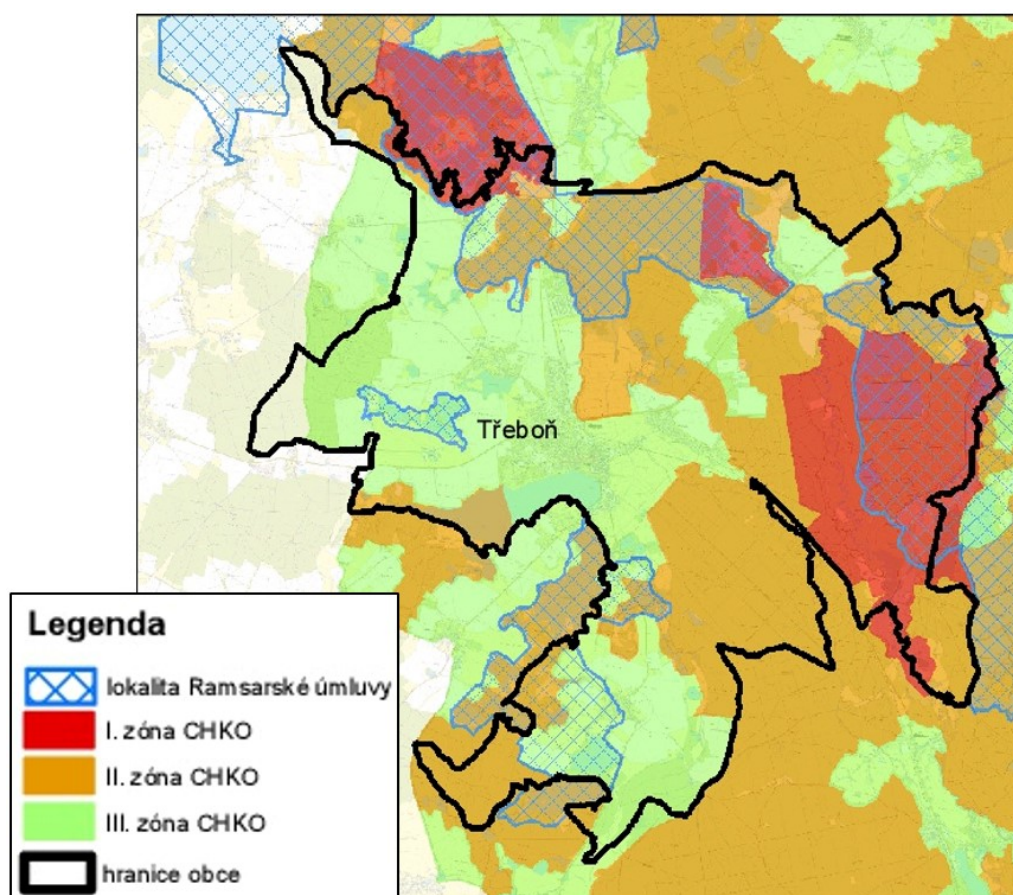 Třeboň
Legenda
lokalita Ramsarské úmluvy
I. zóna CHKO
II. zóna CHKO
III. zóna CHKO
hranice obce